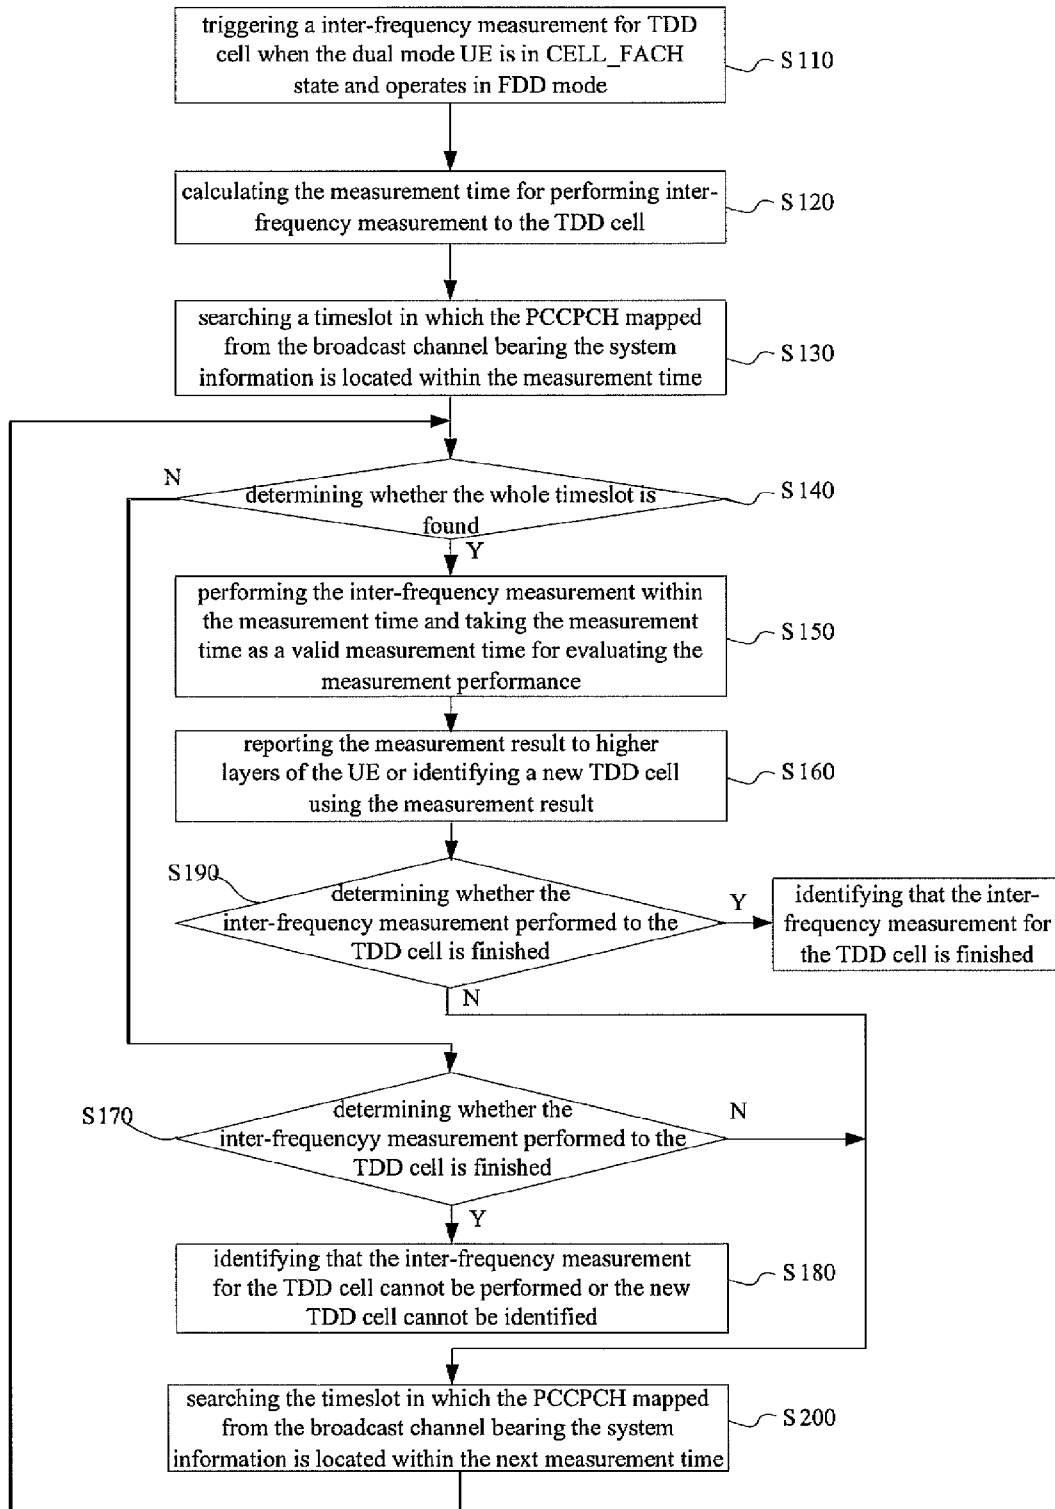 triggering a inter-frequency measurement for TDD
cell when the dual mode UE is in CELL_FACH
state and operates in FDD mode
S110
calculating the measurement time for performing inter-
frequency measurement to the TDD cell
S120
searching a timeslot in which the PCCPCH mapped
from the broadcast channel bearing the system
information is located within the measurement time
S130
N
determining whether the whole timeslot is
found
S140
Y
performing the inter-frequency measurement within
the measurement time and taking the measurement
time as a valid measurement time for evaluating the
measurement performance
S150
reporting the measurement result to higher
layers of the UE or identifying a new TDD cell
using the measurement result
S160
S190
determining whether the
inter-frequency measurement performed to the
TDD cell is finished
Y
identifying that the inter-
frequency measurement for
the TDD cell is finished
N
S170
determining whether the
inter-frequencyy measurement performed to the
TDD cell is finished
N
Y
identifying that the inter-frequency measurement
for the TDD cell cannot be performed or the new
TDD cell cannot be identified
S180
searching the timeslot in which the PCCPCH mapped
from the broadcast channel bearing the system
information is located within the next measurement time
S200